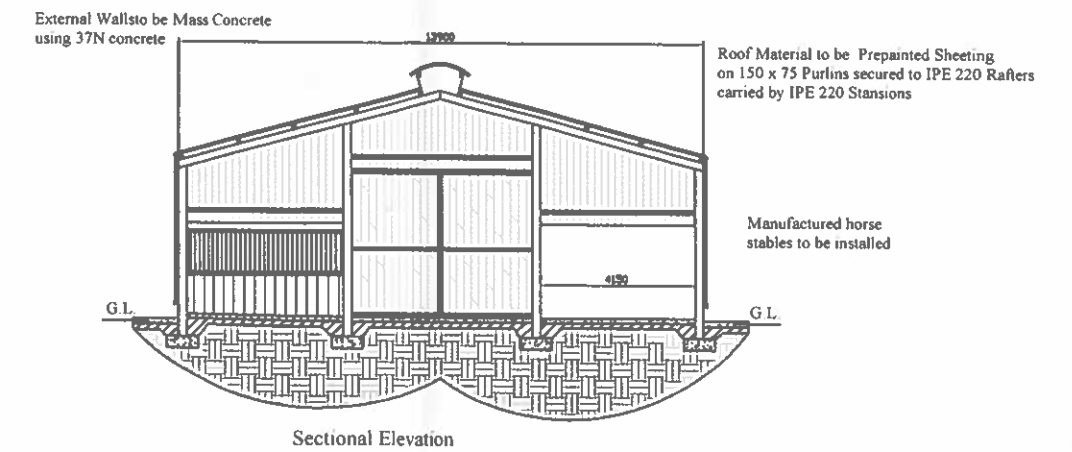 External Wallsto be Mass Concrete
using 37N concrete
13900
Roof Material to be Prepainted Sheeting
on 150 x 75 Purlins secured to IPE 220 Rafters
carried by IPE 220 Stansions
Manufactured horse
stables to be installed
4150
G.L.
G.L.
Sectional Elevation